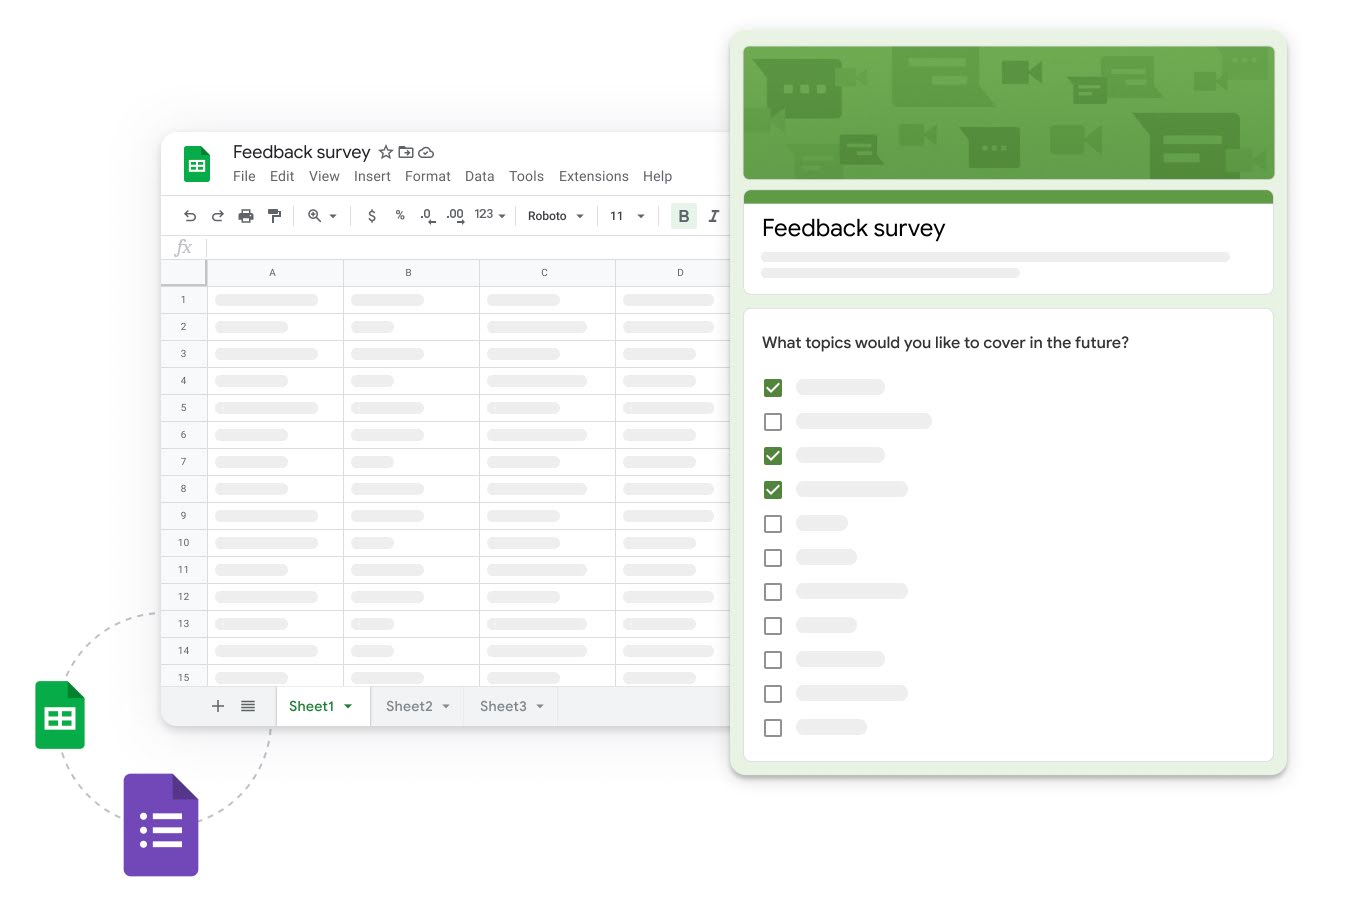 Feedback survey
File Edit View Insert Format Data Tools Extensions Help
$ % .0 .00 123 Roboto 11 B I
fx
A B C D
1
2
3
4
5
6
7
8
9
10
11
12
13
14
15
+ Sheet1 Sheet2 Sheet3
Feedback survey
What topics would you like to cover in the future?